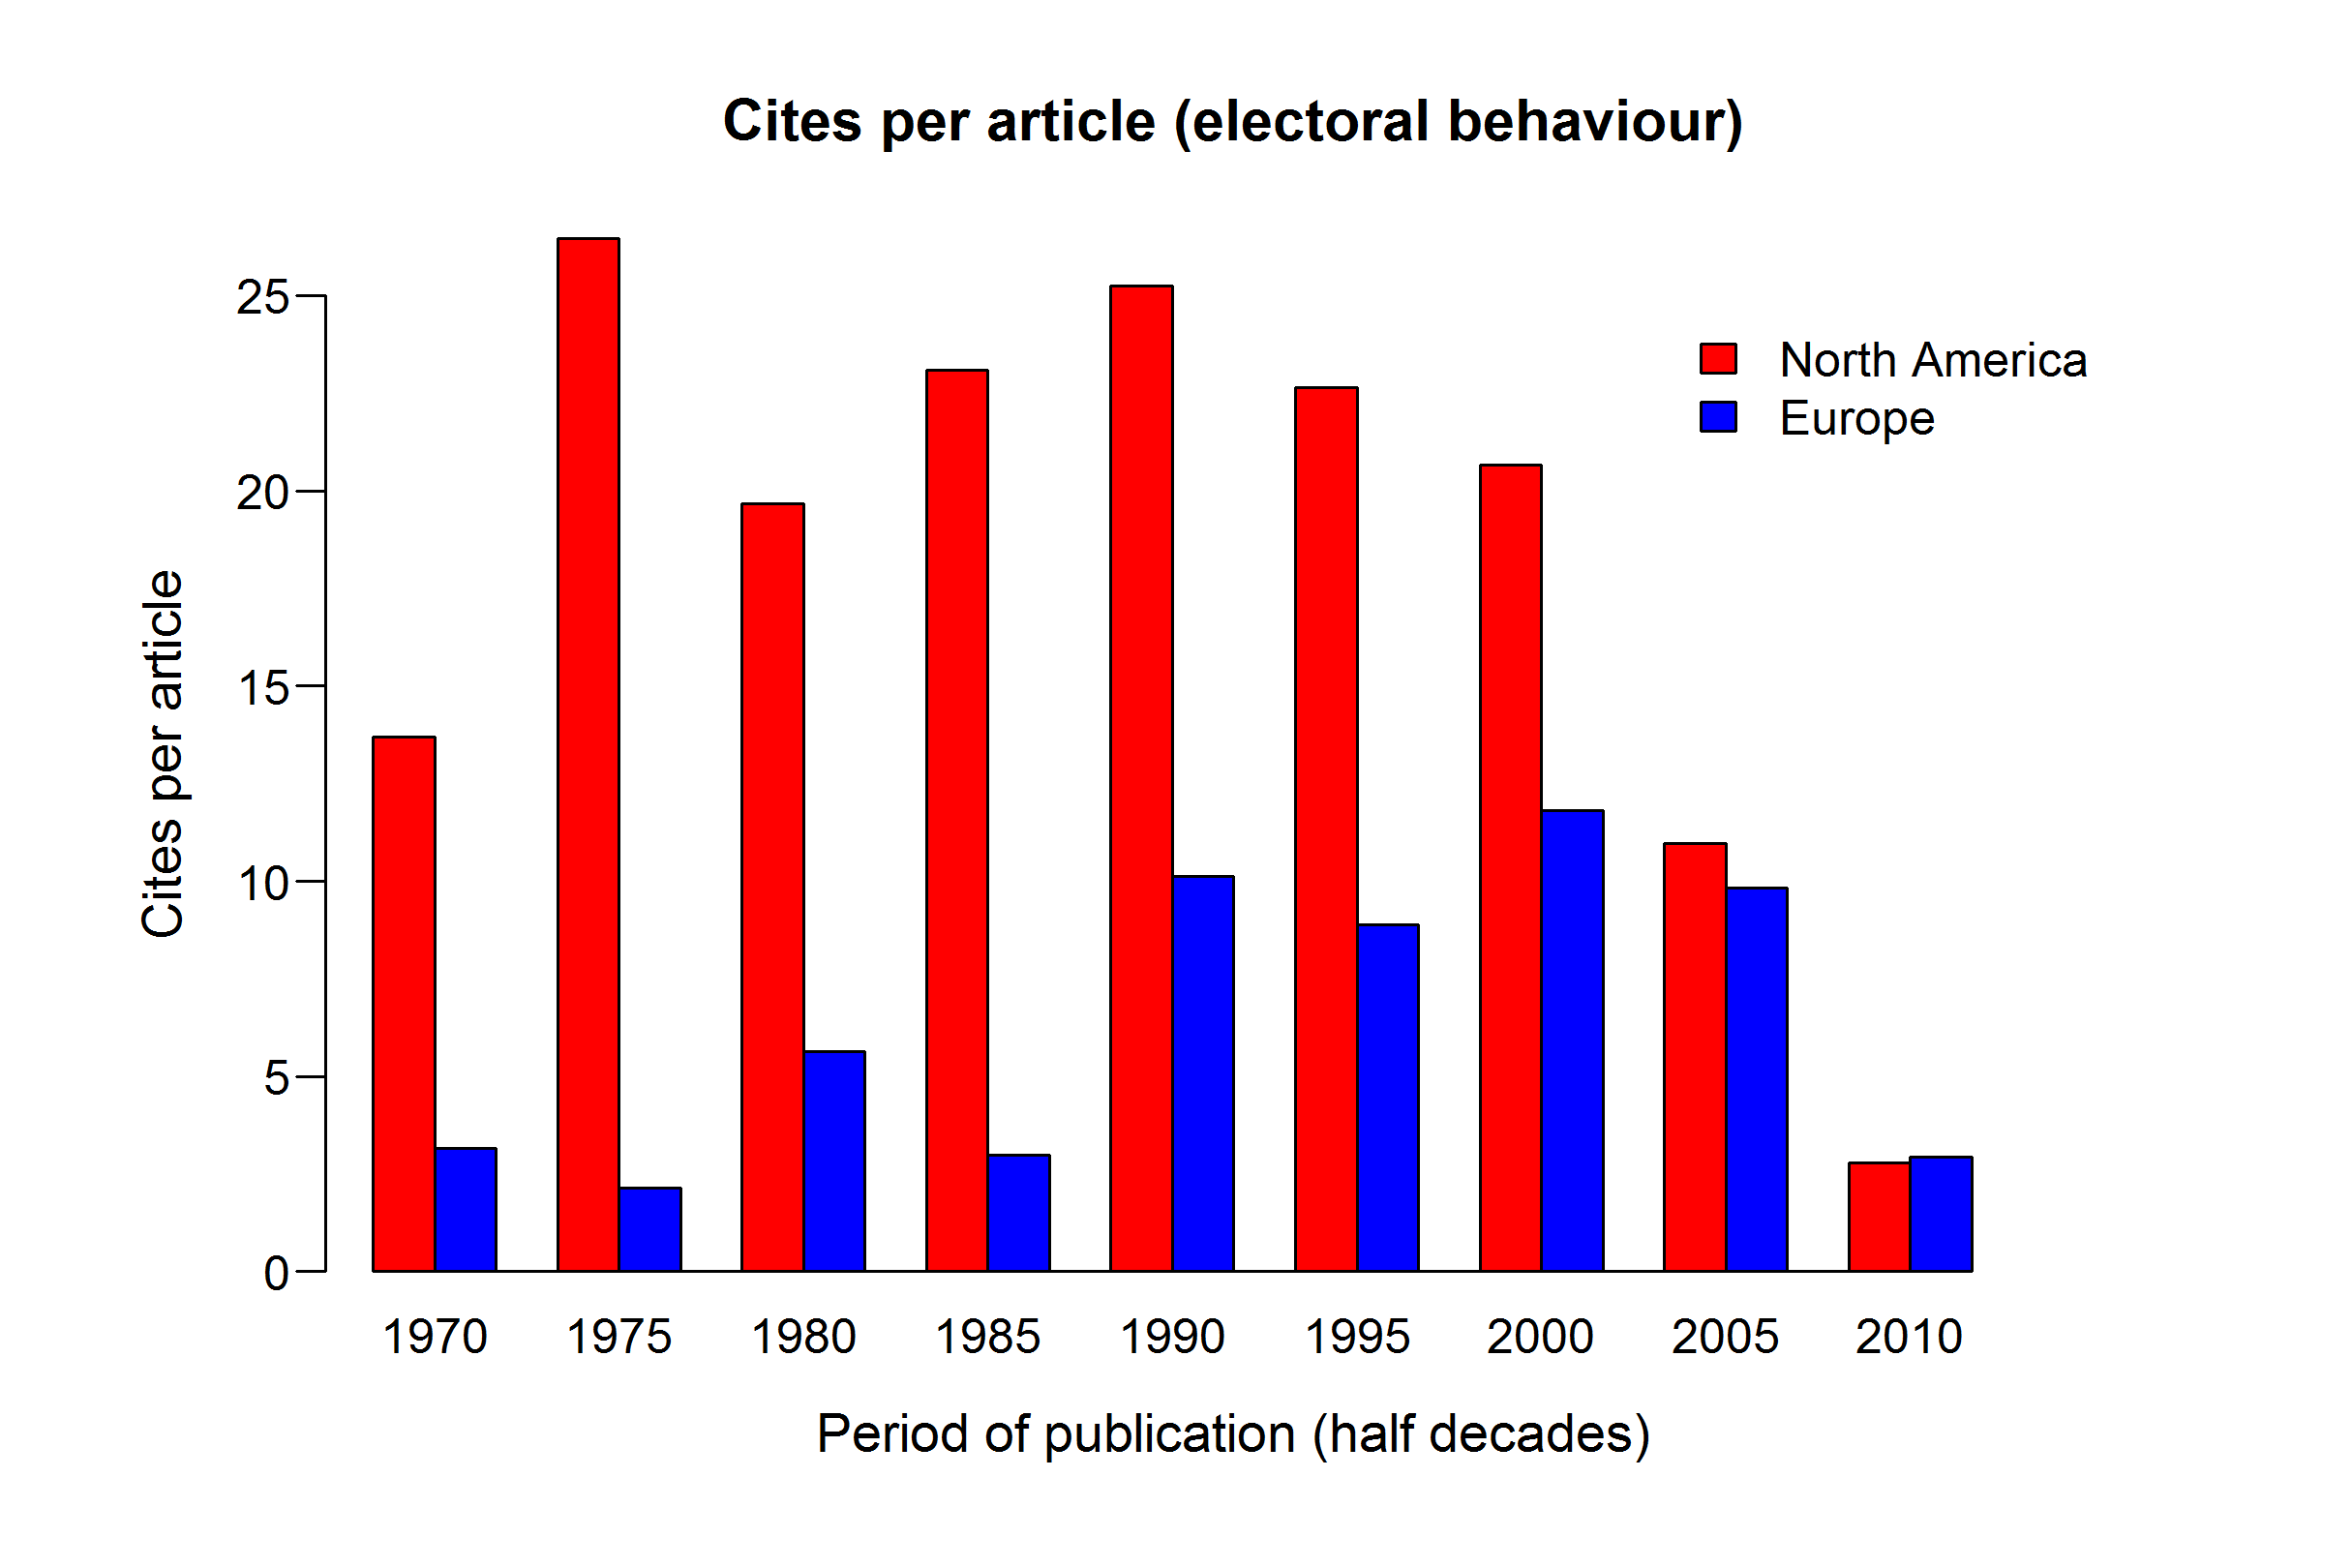 Cites per article (electoral behaviour)
25
20
15
10
5
0
Cites per article
North America
Europe
1970 1975 1980 1985 1990 1995 2000 2005 2010
Period of publication (half decades)